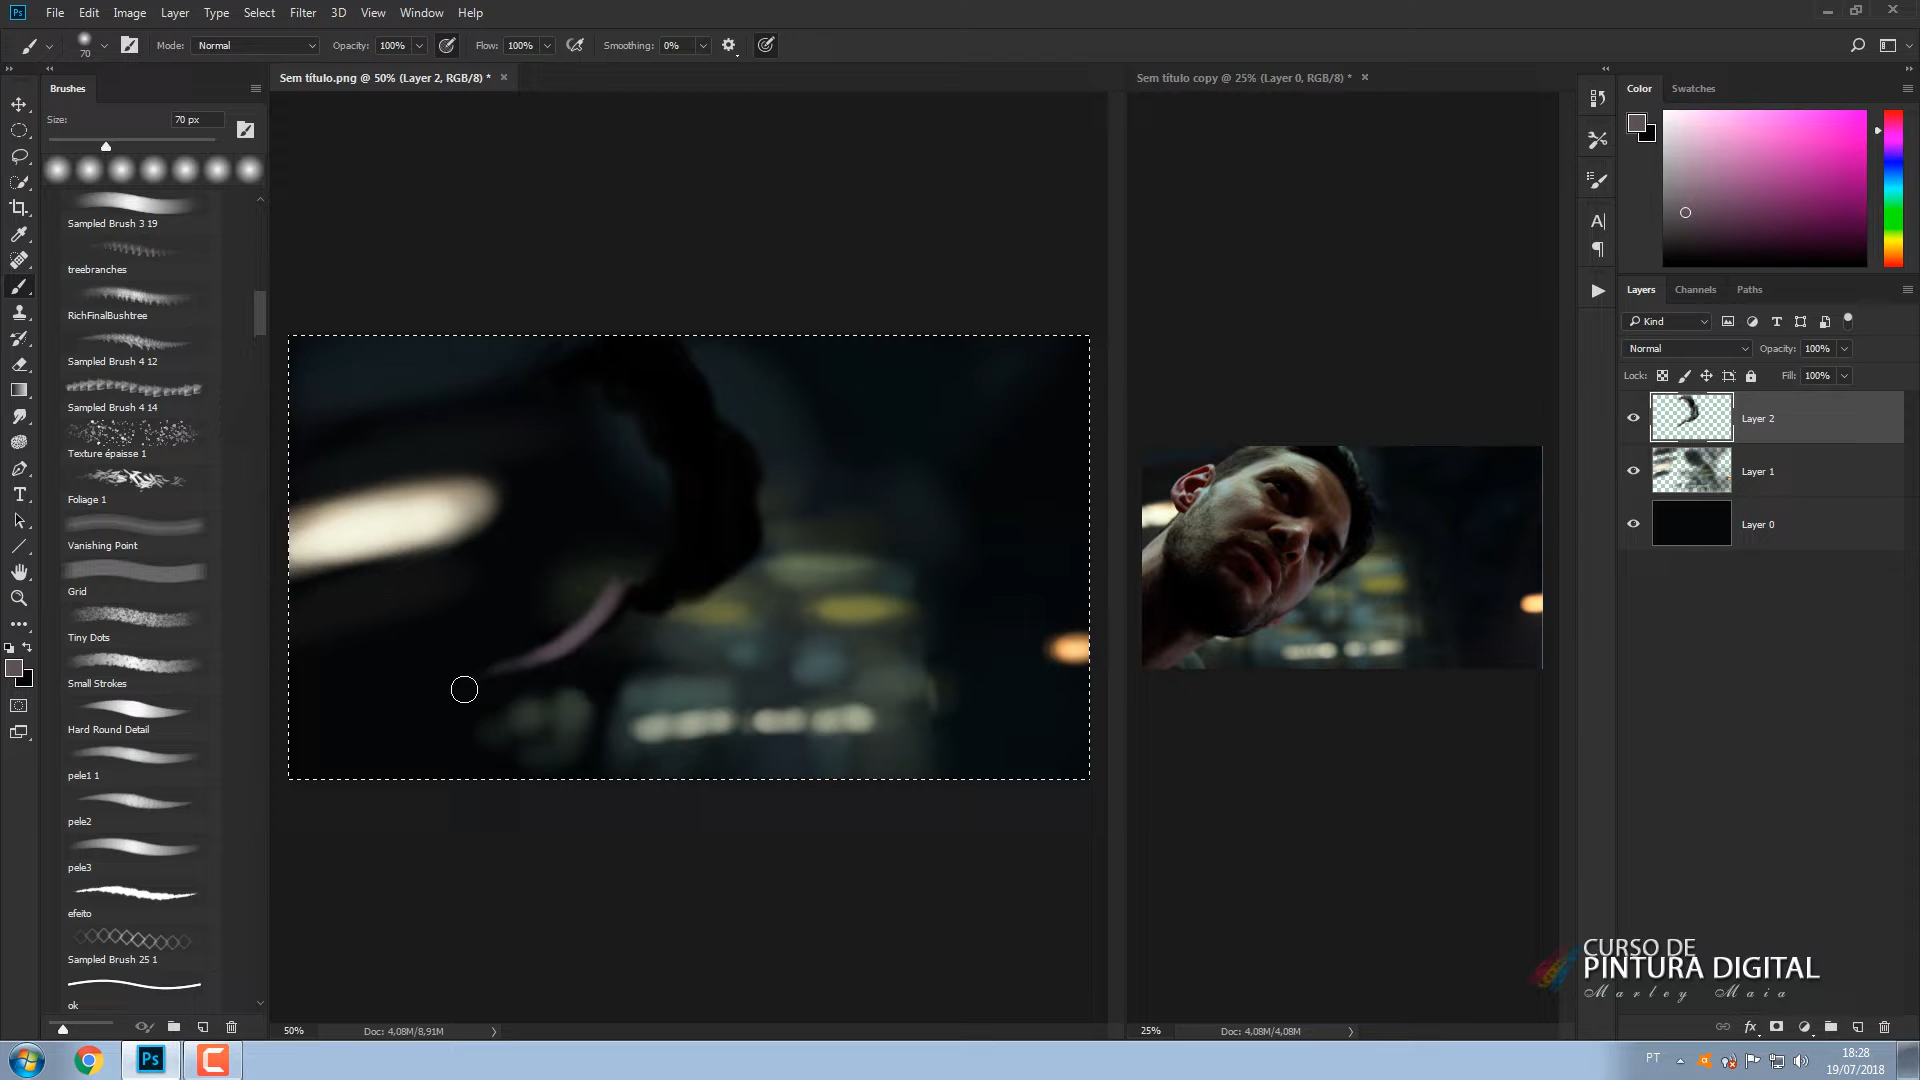 Ps File Edit Image Layer Type Select Filter 3D View Window Help
70 Mode: Normal Opacity: 100% Flow: 100% Smoothing: 0%
Brushes
Size: 70 px
Sampled Brush 3 19
treebranches
RichFinalBushtree
Sampled Brush 4 12
Sampled Brush 4 14
Texture épaisse 1
Foliage 1
Vanishing Point
Grid
Tiny Dots
Small Strokes
Hard Round Detail
pele1 1
pele2
pele3
efeito
Sampled Brush 25 1
ok
Sem título.png @ 50% (Layer 2, RGB/8) *
50% Doc: 4,08M/8,91M
Sem título copy @ 25% (Layer 0, RGB/8) *
25% Doc: 4,08M/4,08M
Color Swatches
Layers Channels Paths
Kind
Normal Opacity: 100%
Lock: Fill: 100%
Layer 2
Layer 1
Layer 0
CURSO DE
PINTURA DIGITAL
Marley Maia
Ps
PT
18:28
19/07/2018